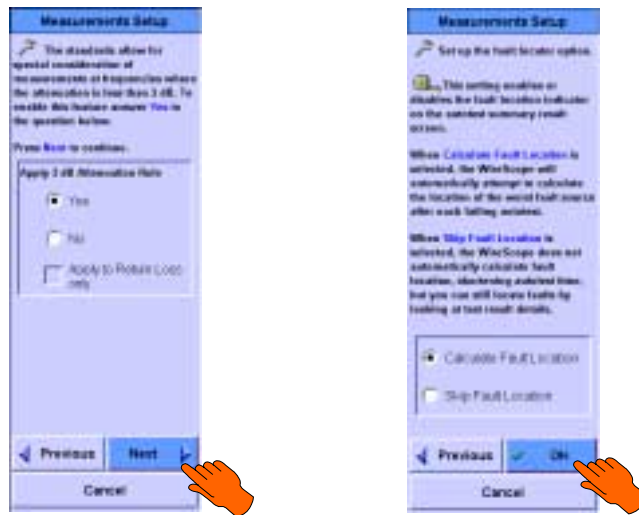 Measurements Setup
The standards allow for
special consideration of
measurements at frequencies where
the attenuation is less than 3 dB. To
enable this feature answer Yes to
the question below.
Press Next to continue.
Apply 3 dB Attenuation Rule
Yes
No
Apply to Return Loss
only
Previous
Next
Cancel
Measurements Setup
Set up the fault locator option.
This setting enables or
disables the fault location indicator
on the autotest summary result
screen.
When Calculate Fault Location is
selected, the WireScope will
automatically attempt to calculate
the location of the worst fault source
after each failing autotest.
When Skip Fault Location is
selected, the WireScope does not
automatically calculate fault
location, shortening autotest time,
but you can still locate faults by
looking at test result details.
Calculate Fault Location
Skip Fault Location
Previous
OK
Cancel